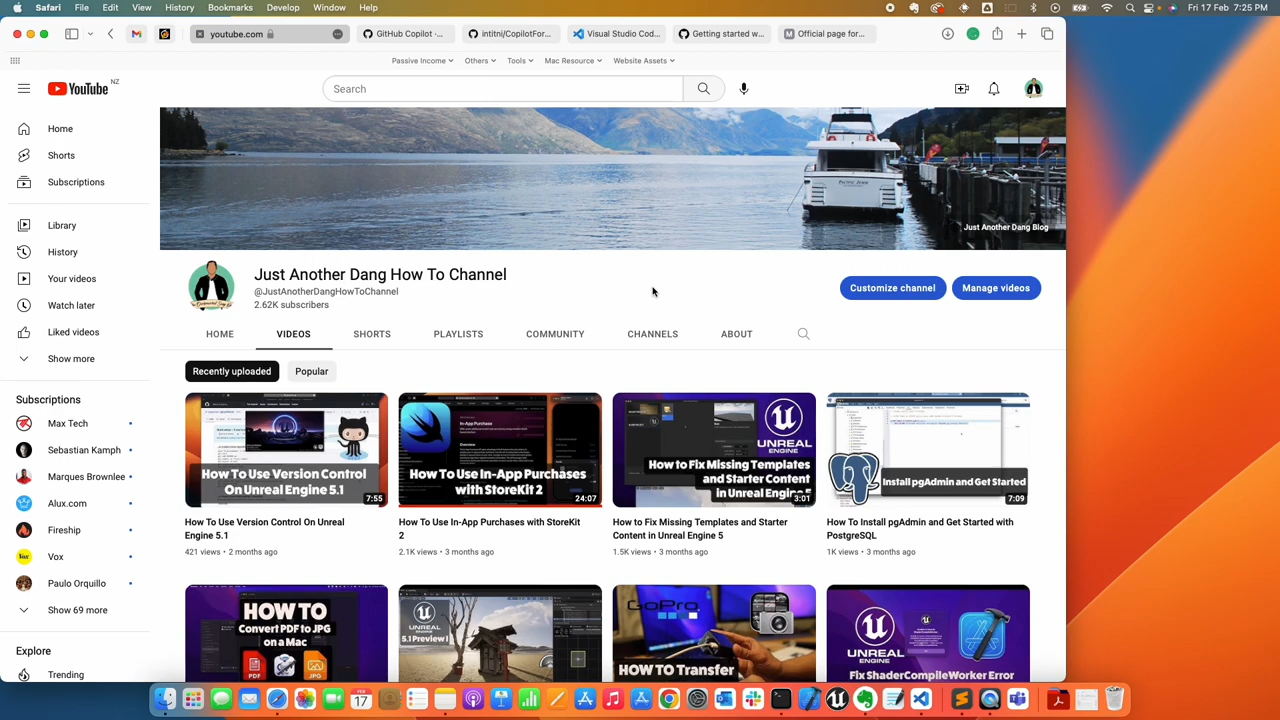 Safari File Edit View History Bookmarks Develop Window Help Fri 17 Feb 7:25 PM
youtube.com GitHub Copilot ·... intitni/CopilotFor... Visual Studio Cod... Getting started w... Official page for...
Passive Income Others Tools Mac Resource Website Assets
YouTube NZ
Search
Home
Shorts
Subscriptions
Library
History
Your videos
Watch later
Liked videos
Show more
Subscriptions
Max Tech
Sebastian Kamph
Marques Brownlee
Alux.com
Fireship
Vox
Paulo Orquillo
Show 69 more
Explore
Trending
PACIFIC JEMM
Just Another Dang Blog
Just Another Dang How To Channel
@JustAnotherDangHowToChannel
2.62K subscribers
Customize channel Manage videos
HOME VIDEOS SHORTS PLAYLISTS COMMUNITY CHANNELS ABOUT
Recently uploaded Popular
How To Use Version Control
On Unreal Engine 5.1
7:55
How To Use Version Control On Unreal
Engine 5.1
421 views • 2 months ago
In-App Purchase
How To Use In-App Purchases
with StoreKit 2
24:07
How To Use In-App Purchases with StoreKit
2
2.1K views • 3 months ago
UNREAL
ENGINE
How to Fix Missing Templates
and Starter Content
in Unreal Engine 5
3:01
How to Fix Missing Templates and Starter
Content in Unreal Engine 5
1.5K views • 3 months ago
Install pgAdmin and Get Started
7:09
How To Install pgAdmin and Get Started with
PostgreSQL
1K views • 3 months ago
HOW TO
Convert PDF to JPG
on a Mac
PDF JPG
UNREAL
ENGINE
5.1 Preview
GoPro
HOW TO Transfer
UNREAL
ENGINE
Fix ShaderCompileWorker Error
FEB
17